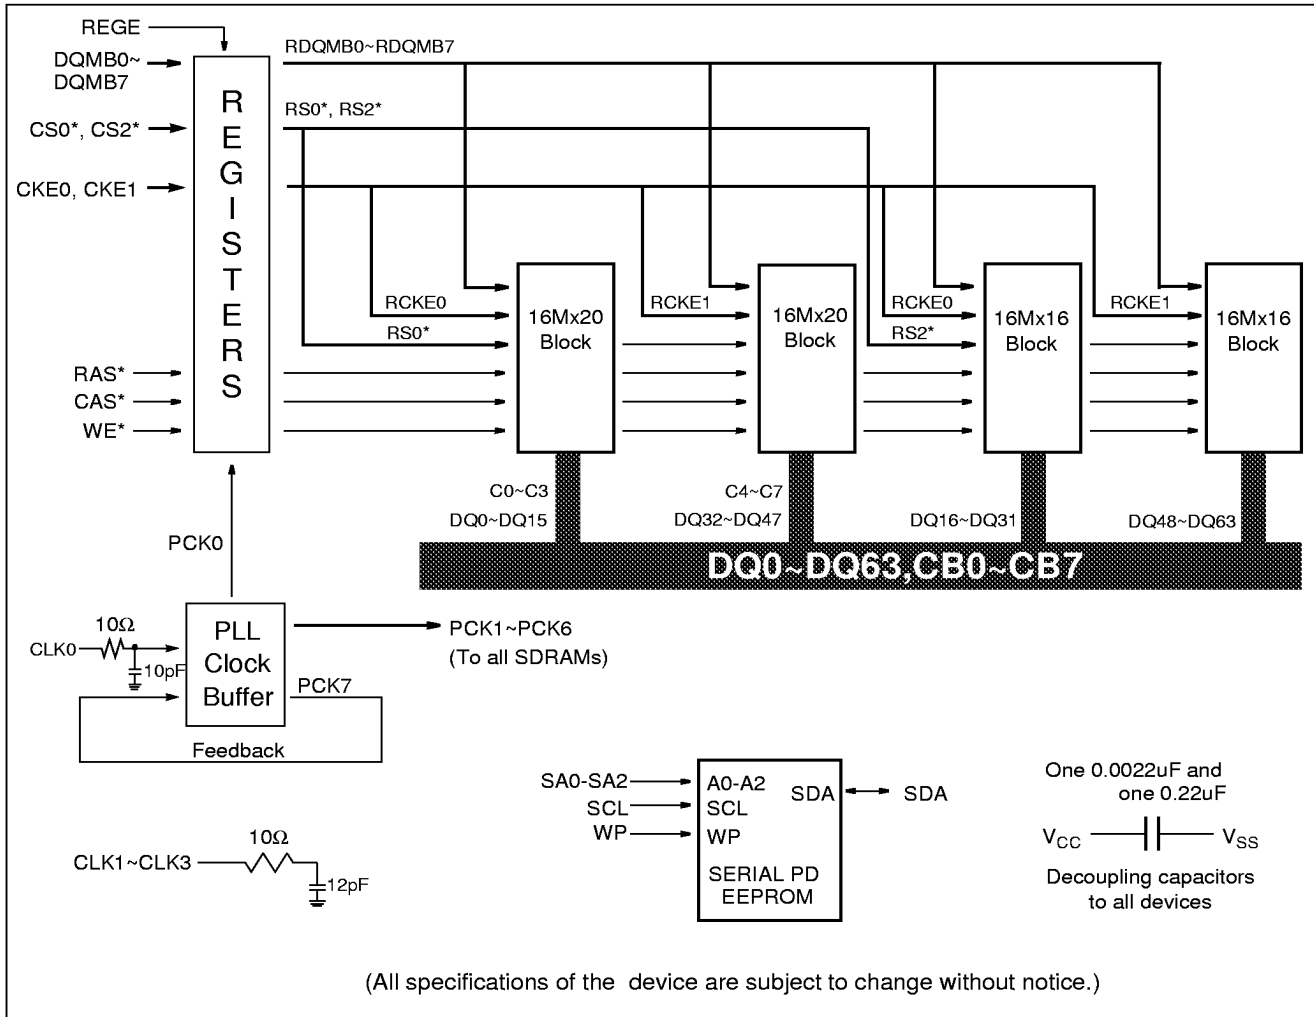 REGE
DQMB0~
DQMB7
CS0*, CS2*
CKE0, CKE1
RAS*
CAS*
WE*
REGISTERS
RDQMB0~RDQMB7
RS0*, RS2*
RCKE0
RS0*
16Mx20
Block
RCKE1
16Mx20
Block
RCKE0
RS2*
16Mx16
Block
RCKE1
16Mx16
Block
C0~C3
DQ0~DQ15
C4~C7
DQ32~DQ47
DQ16~DQ31
DQ48~DQ63
DQ0~DQ63,CB0~CB7
PCK0
10Ω
CLK0
10pF
PLL
Clock
Buffer
PCK1~PCK6
(To all SDRAMs)
PCK7
Feedback
CLK1~CLK3
10Ω
12pF
SA0-SA2
SCL
WP
A0-A2
SCL
WP
SDA
SDA
SERIAL PD
EEPROM
One 0.0022uF and
one 0.22uF
VCC
VSS
Decoupling capacitors
to all devices
(All specifications of the device are subject to change without notice.)